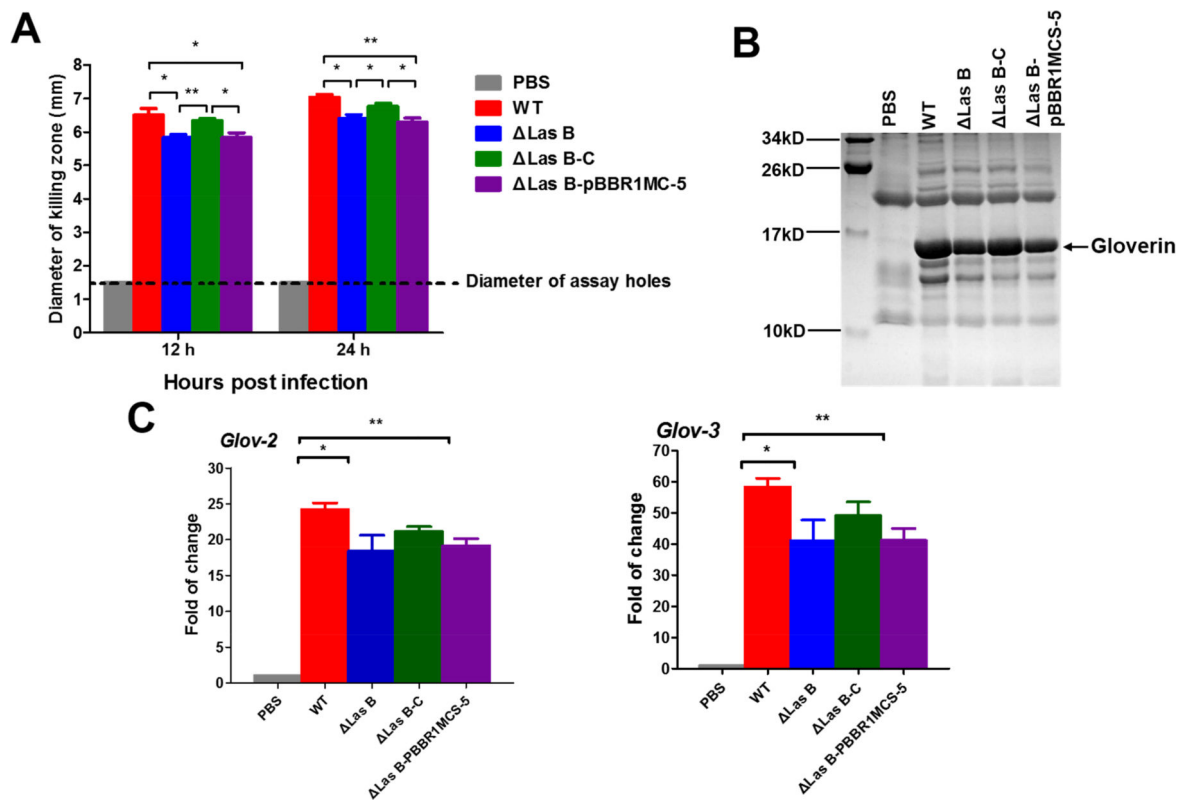 A
Diameter of killing zone (mm)
8
7
6
5
4
3
2
1
0
*
*
**
*
**
*
*
*
12 h
24 h
Hours post infection
Diameter of assay holes
PBS
WT
ΔLas B
ΔLas B-C
ΔLas B-pBBR1MC-5
B
PBS
WT
ΔLas B
ΔLas B-C
ΔLas B-
pBBR1MCS-5
34kD
26kD
17kD
10kD
Gloverin
C
Glov-2
**
*
Fold of change
30
25
20
15
10
5
0
PBS
WT
ΔLas B
ΔLas B-C
ΔLas B-PBBR1MCS-5
Glov-3
**
*
Fold of change
70
60
50
40
30
20
10
0
PBS
WT
ΔLas B
ΔLas B-C
ΔLas B-PBBR1MCS-5